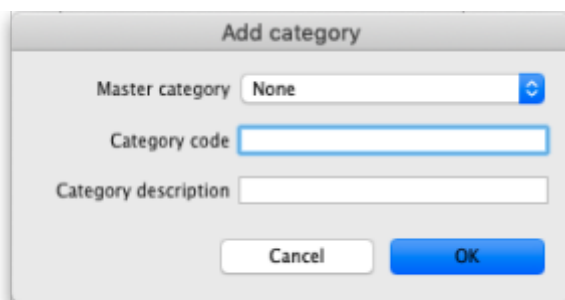 Add category
Master category None
Category code
Category description
Cancel OK